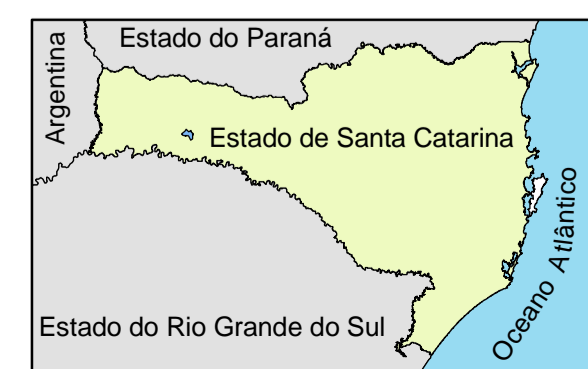 Estado do Paraná
Argentina
Estado de Santa Catarina
Oceano Atlântico
Estado do Rio Grande do Sul